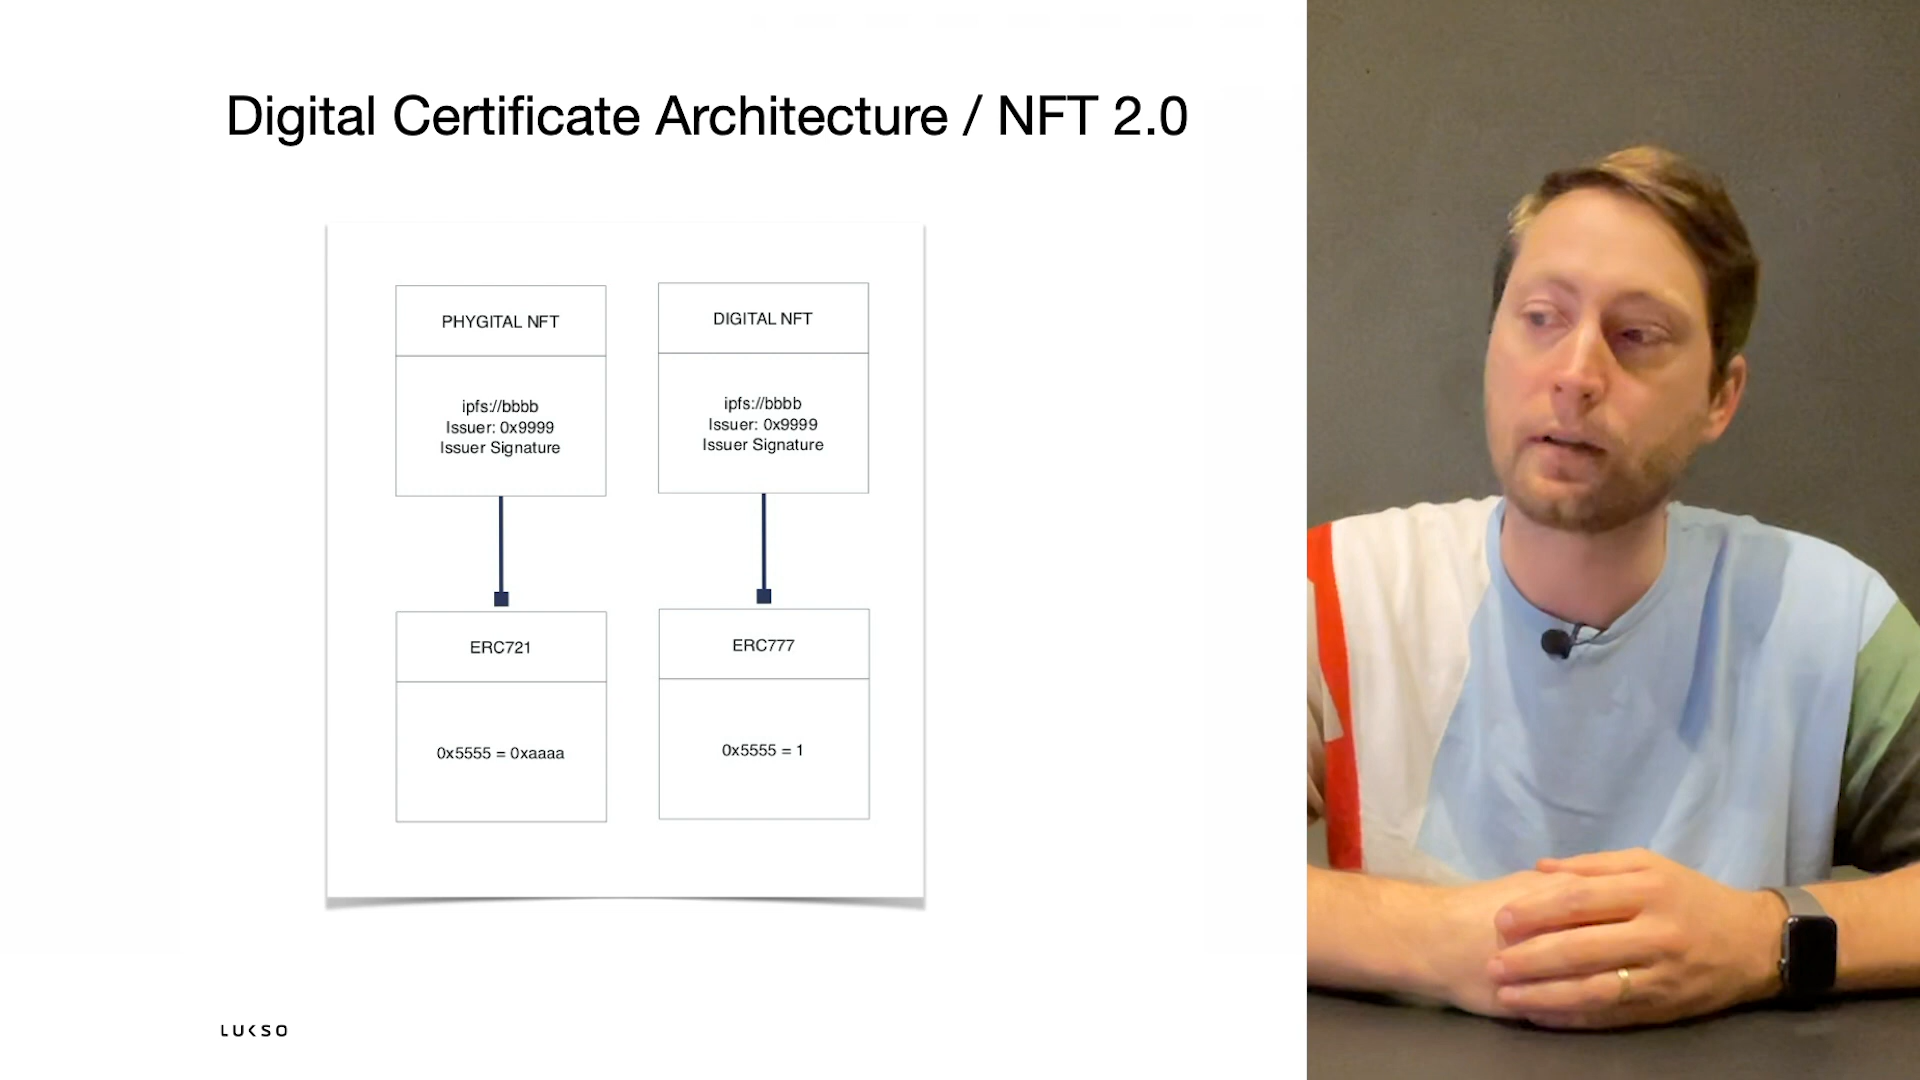 Digital Certificate Architecture / NFT 2.0
PHYGITAL NFT
ipfs://bbbb
Issuer: 0x9999
Issuer Signature
DIGITAL NFT
ipfs://bbbb
Issuer: 0x9999
Issuer Signature
ERC721
0x5555 = 0xaaaa
ERC777
0x5555 = 1
LUKSO